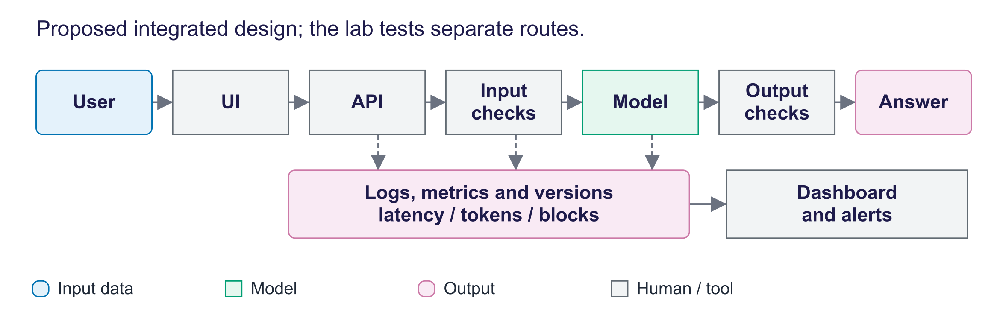 Proposed integrated design; the lab tests separate routes.
User
UI
API
Input
checks
Model
Output
checks
Answer
Logs, metrics and versions
latency / tokens / blocks
Dashboard
and alerts
Input data
Model
Output
Human / tool